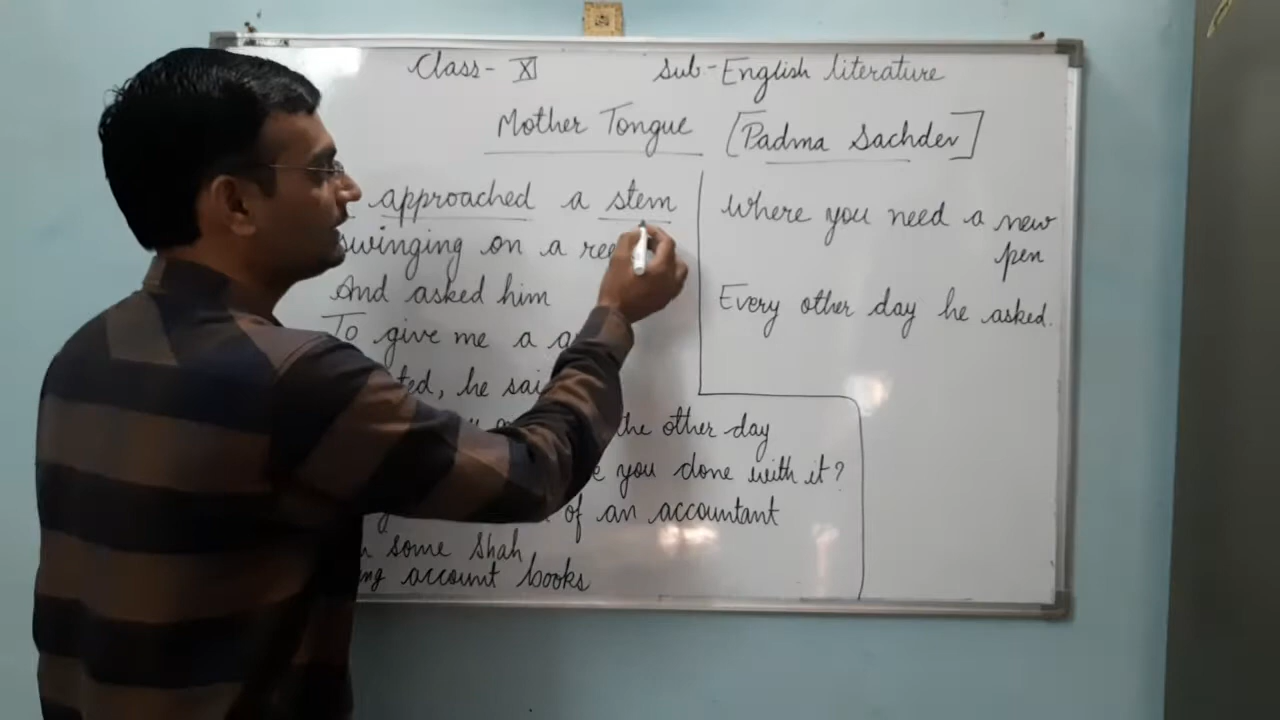 Class- XI Sub-English literature
Mother Tongue [Padma Sachdev]
approached a stem
swinging on a
And asked him
To give me a
he
the other day
you done with it?
of an accountant
some Shah
account books
Where you need a new
pen
Every other day he asked.